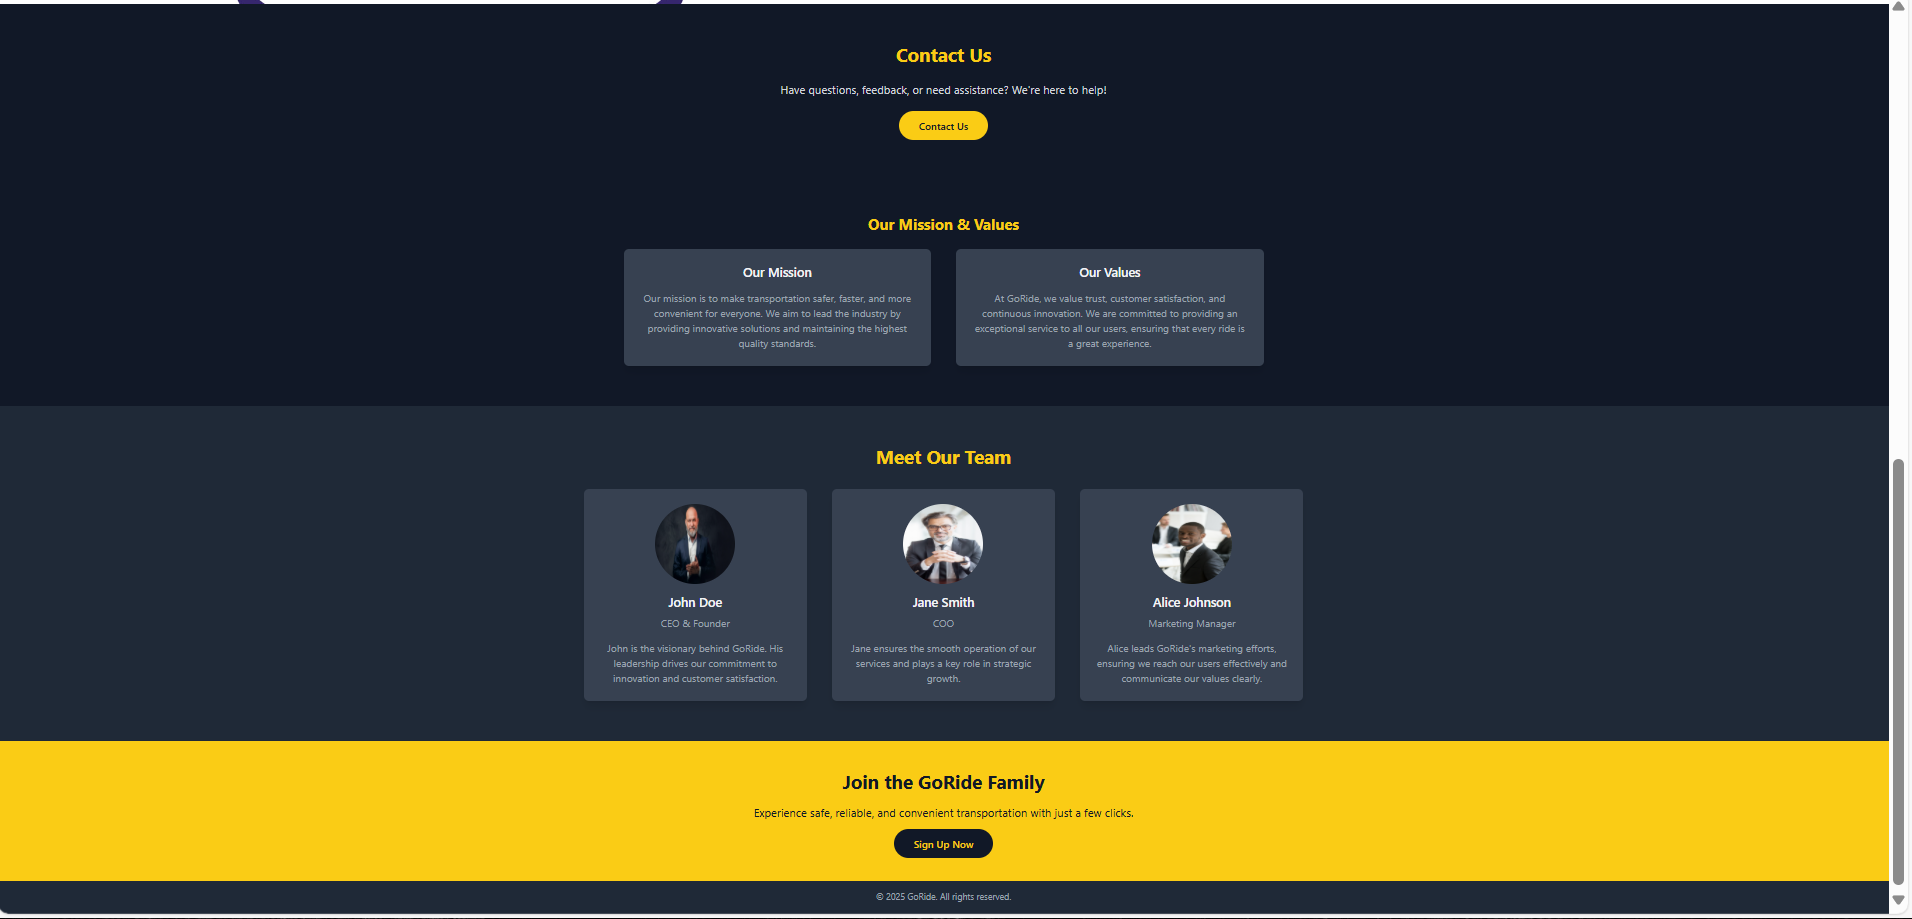 Contact Us
Have questions, feedback, or need assistance? We're here to help!
Contact Us
Our Mission & Values
Our Mission
Our mission is to make transportation safer, faster, and more
convenient for everyone. We aim to lead the industry by
providing innovative solutions and maintaining the highest
quality standards.
Our Values
At GoRide, we value trust, customer satisfaction, and
continuous innovation. We are committed to providing an
exceptional service to all our users, ensuring that every ride is
a great experience.
Meet Our Team
John Doe
CEO & Founder
John is the visionary behind GoRide. His
leadership drives our commitment to
innovation and customer satisfaction.
Jane Smith
COO
Jane ensures the smooth operation of our
services and plays a key role in strategic
growth.
Alice Johnson
Marketing Manager
Alice leads GoRide's marketing efforts,
ensuring we reach our users effectively and
communicate our values clearly.
Join the GoRide Family
Experience safe, reliable, and convenient transportation with just a few clicks.
Sign Up Now
© 2025 GoRide. All rights reserved.